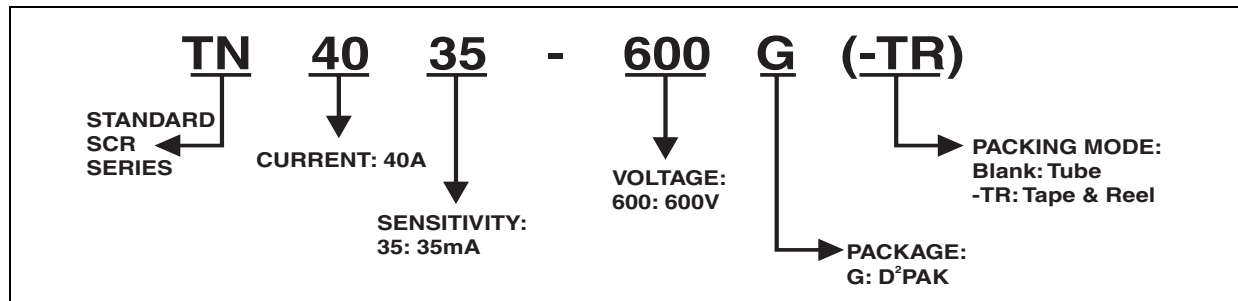 TN 40 35 - 600 G (-TR)
STANDARD
SCR
SERIES
CURRENT: 40A
SENSITIVITY:
35: 35mA
VOLTAGE:
600: 600V
PACKAGE:
G: D²PAK
PACKING MODE:
Blank: Tube
-TR: Tape & Reel